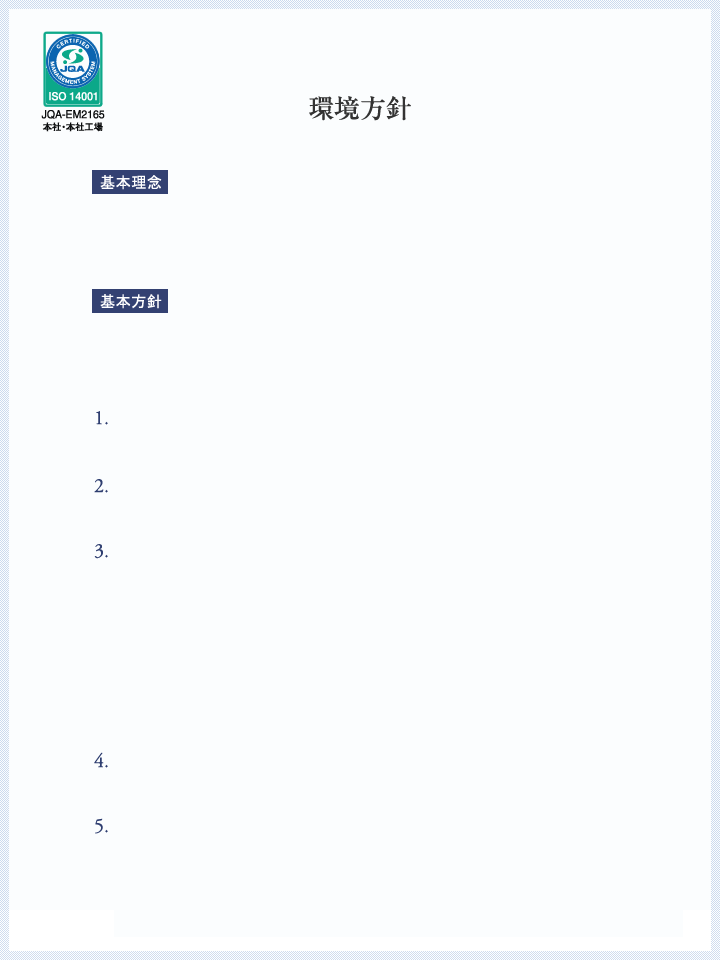 CERTIFIED
JQA
MANAGEMENT SYSTEM
ISO 14001
JQA-EM2165
本社・本社工場
環境方針
基本理念
基本方針
1.
2.
3.
4.
5.